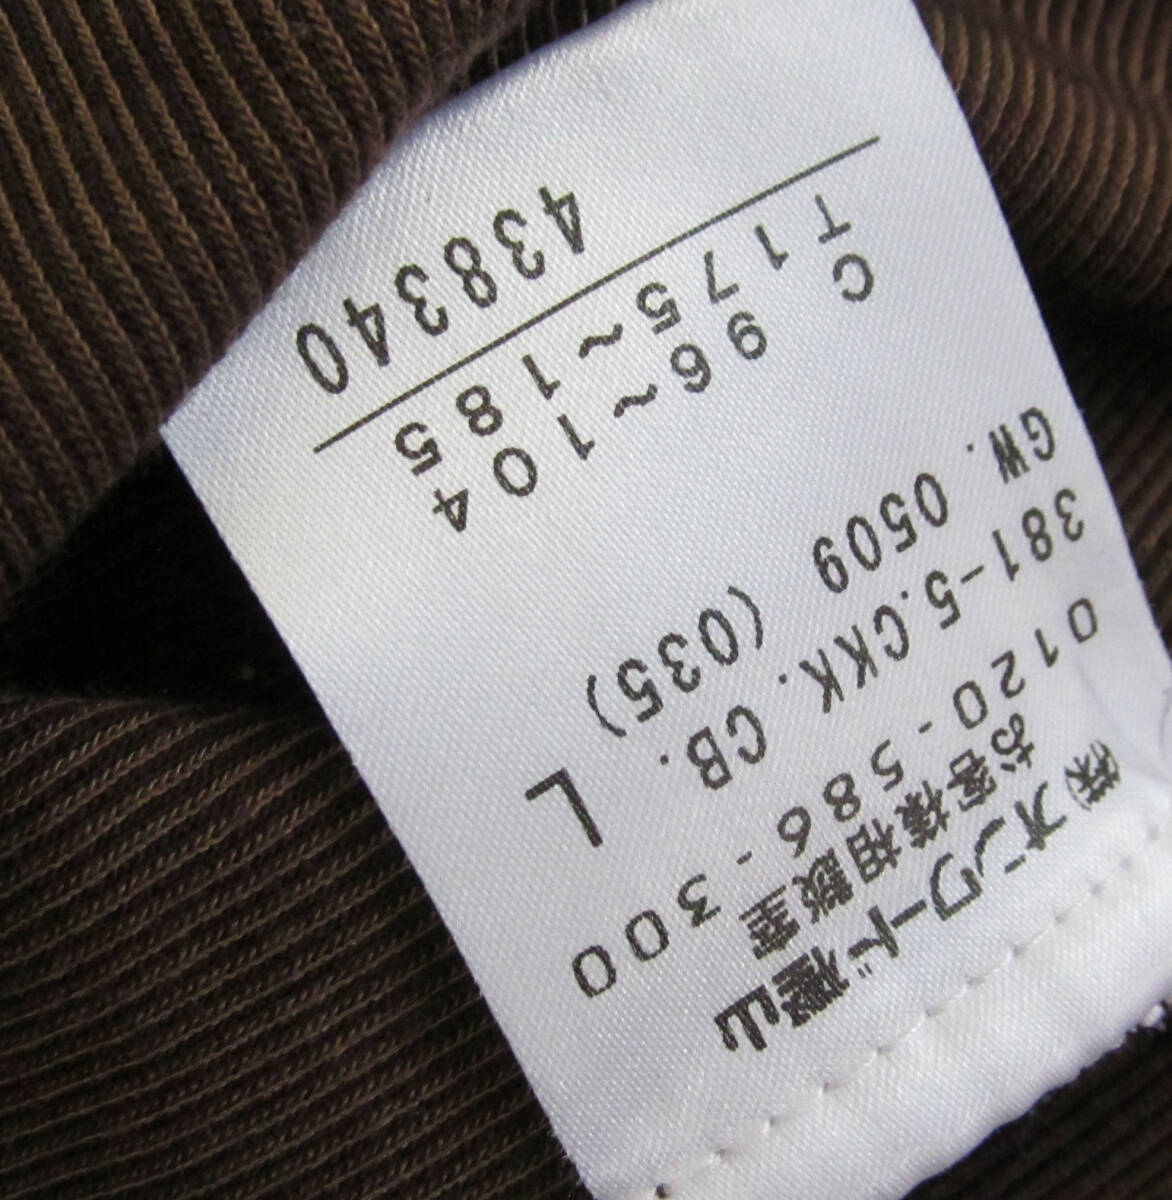 ㈱オンワード樫山
お客様相談室
0120-586-300
381-5.CKK. CB. L
GW. 0509 (035)
C 96~104
T175~185
438340